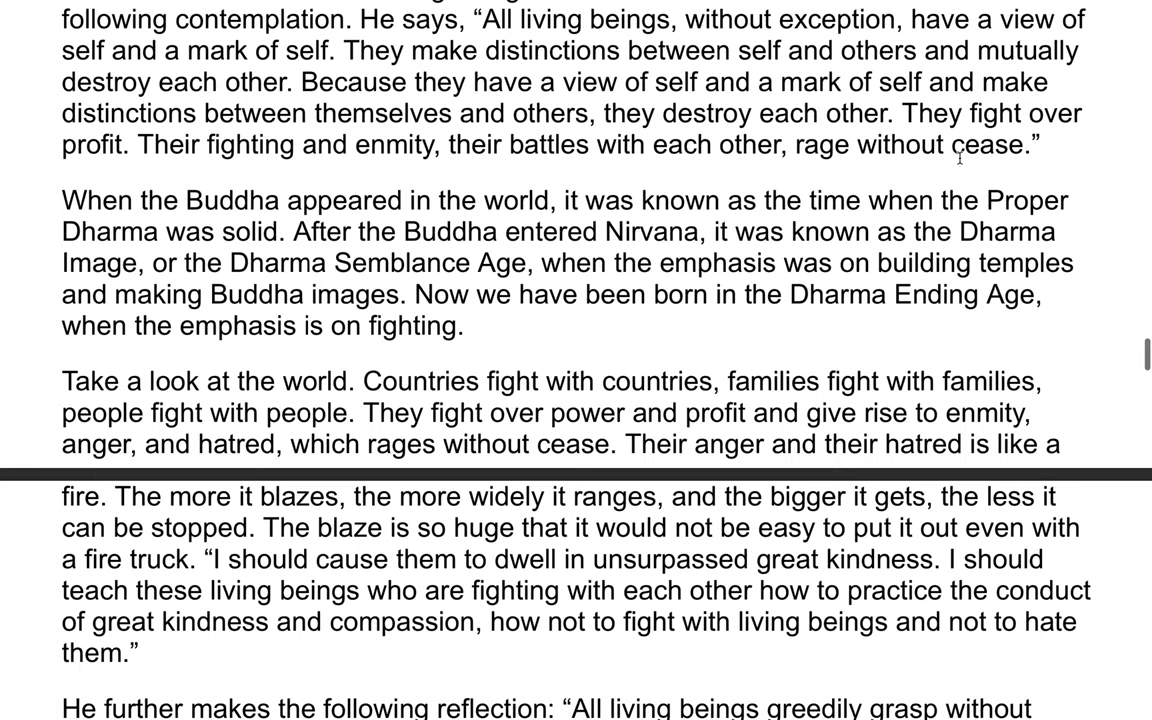 following contemplation. He says, “All living beings, without exception, have a view of
self and a mark of self. They make distinctions between self and others and mutually
destroy each other. Because they have a view of self and a mark of self and make
distinctions between themselves and others, they destroy each other. They fight over
profit. Their fighting and enmity, their battles with each other, rage without cease.”
When the Buddha appeared in the world, it was known as the time when the Proper
Dharma was solid. After the Buddha entered Nirvana, it was known as the Dharma
Image, or the Dharma Semblance Age, when the emphasis was on building temples
and making Buddha images. Now we have been born in the Dharma Ending Age,
when the emphasis is on fighting.
Take a look at the world. Countries fight with countries, families fight with families,
people fight with people. They fight over power and profit and give rise to enmity,
anger, and hatred, which rages without cease. Their anger and their hatred is like a
fire. The more it blazes, the more widely it ranges, and the bigger it gets, the less it
can be stopped. The blaze is so huge that it would not be easy to put it out even with
a fire truck. “I should cause them to dwell in unsurpassed great kindness. I should
teach these living beings who are fighting with each other how to practice the conduct
of great kindness and compassion, how not to fight with living beings and not to hate
them.”
He further makes the following reflection: “All living beings greedily grasp without